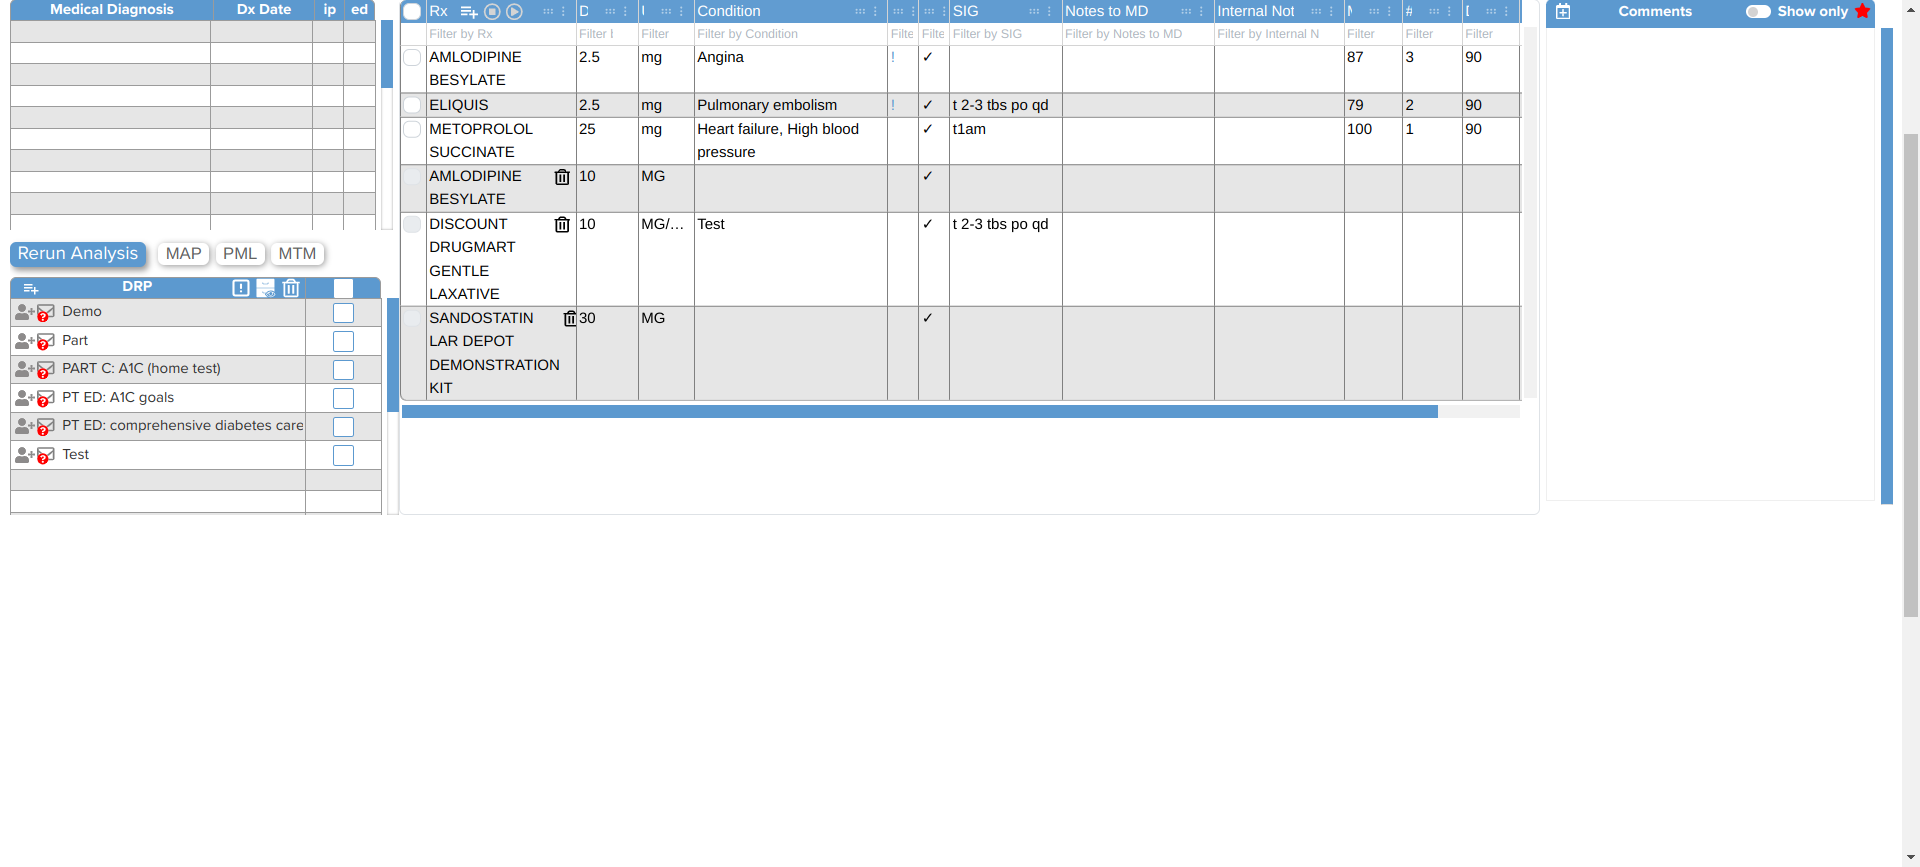 Medical Diagnosis Dx Date ip ed
Rerun Analysis MAP PML MTM
DRP
Demo
Part
PART C: A1C (home test)
PT ED: A1C goals
PT ED: comprehensive diabetes care
Test
Rx Condition SIG Notes to MD Internal Not #
Filter by Rx Filter Filter Filter by Condition Filte Filte Filter by SIG Filter by Notes to MD Filter by Internal N Filter Filter Filter
AMLODIPINE 2.5 mg Angina ! ✓ 87 3 90
BESYLATE
ELIQUIS 2.5 mg Pulmonary embolism ! ✓ t 2-3 tbs po qd 79 2 90
METOPROLOL 25 mg Heart failure, High blood ✓ t1am 100 1 90
SUCCINATE pressure
AMLODIPINE 10 MG ✓
BESYLATE
DISCOUNT 10 MG/... Test ✓ t 2-3 tbs po qd
DRUGMART
GENTLE
LAXATIVE
SANDOSTATIN 30 MG ✓
LAR DEPOT
DEMONSTRATION
KIT
Comments Show only